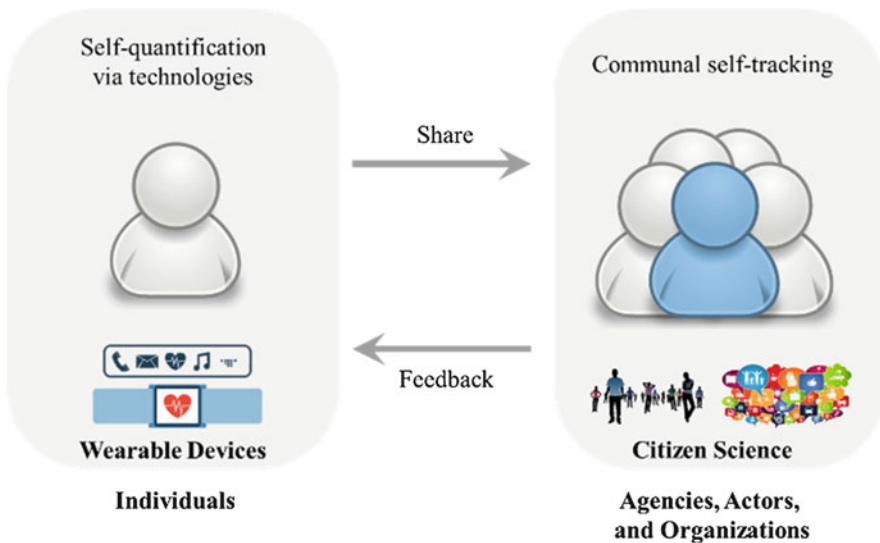 Self-quantification
via technologies
Wearable Devices
Individuals
Share
Feedback
Communal self-tracking
Citizen Science
Agencies, Actors,
and Organizations